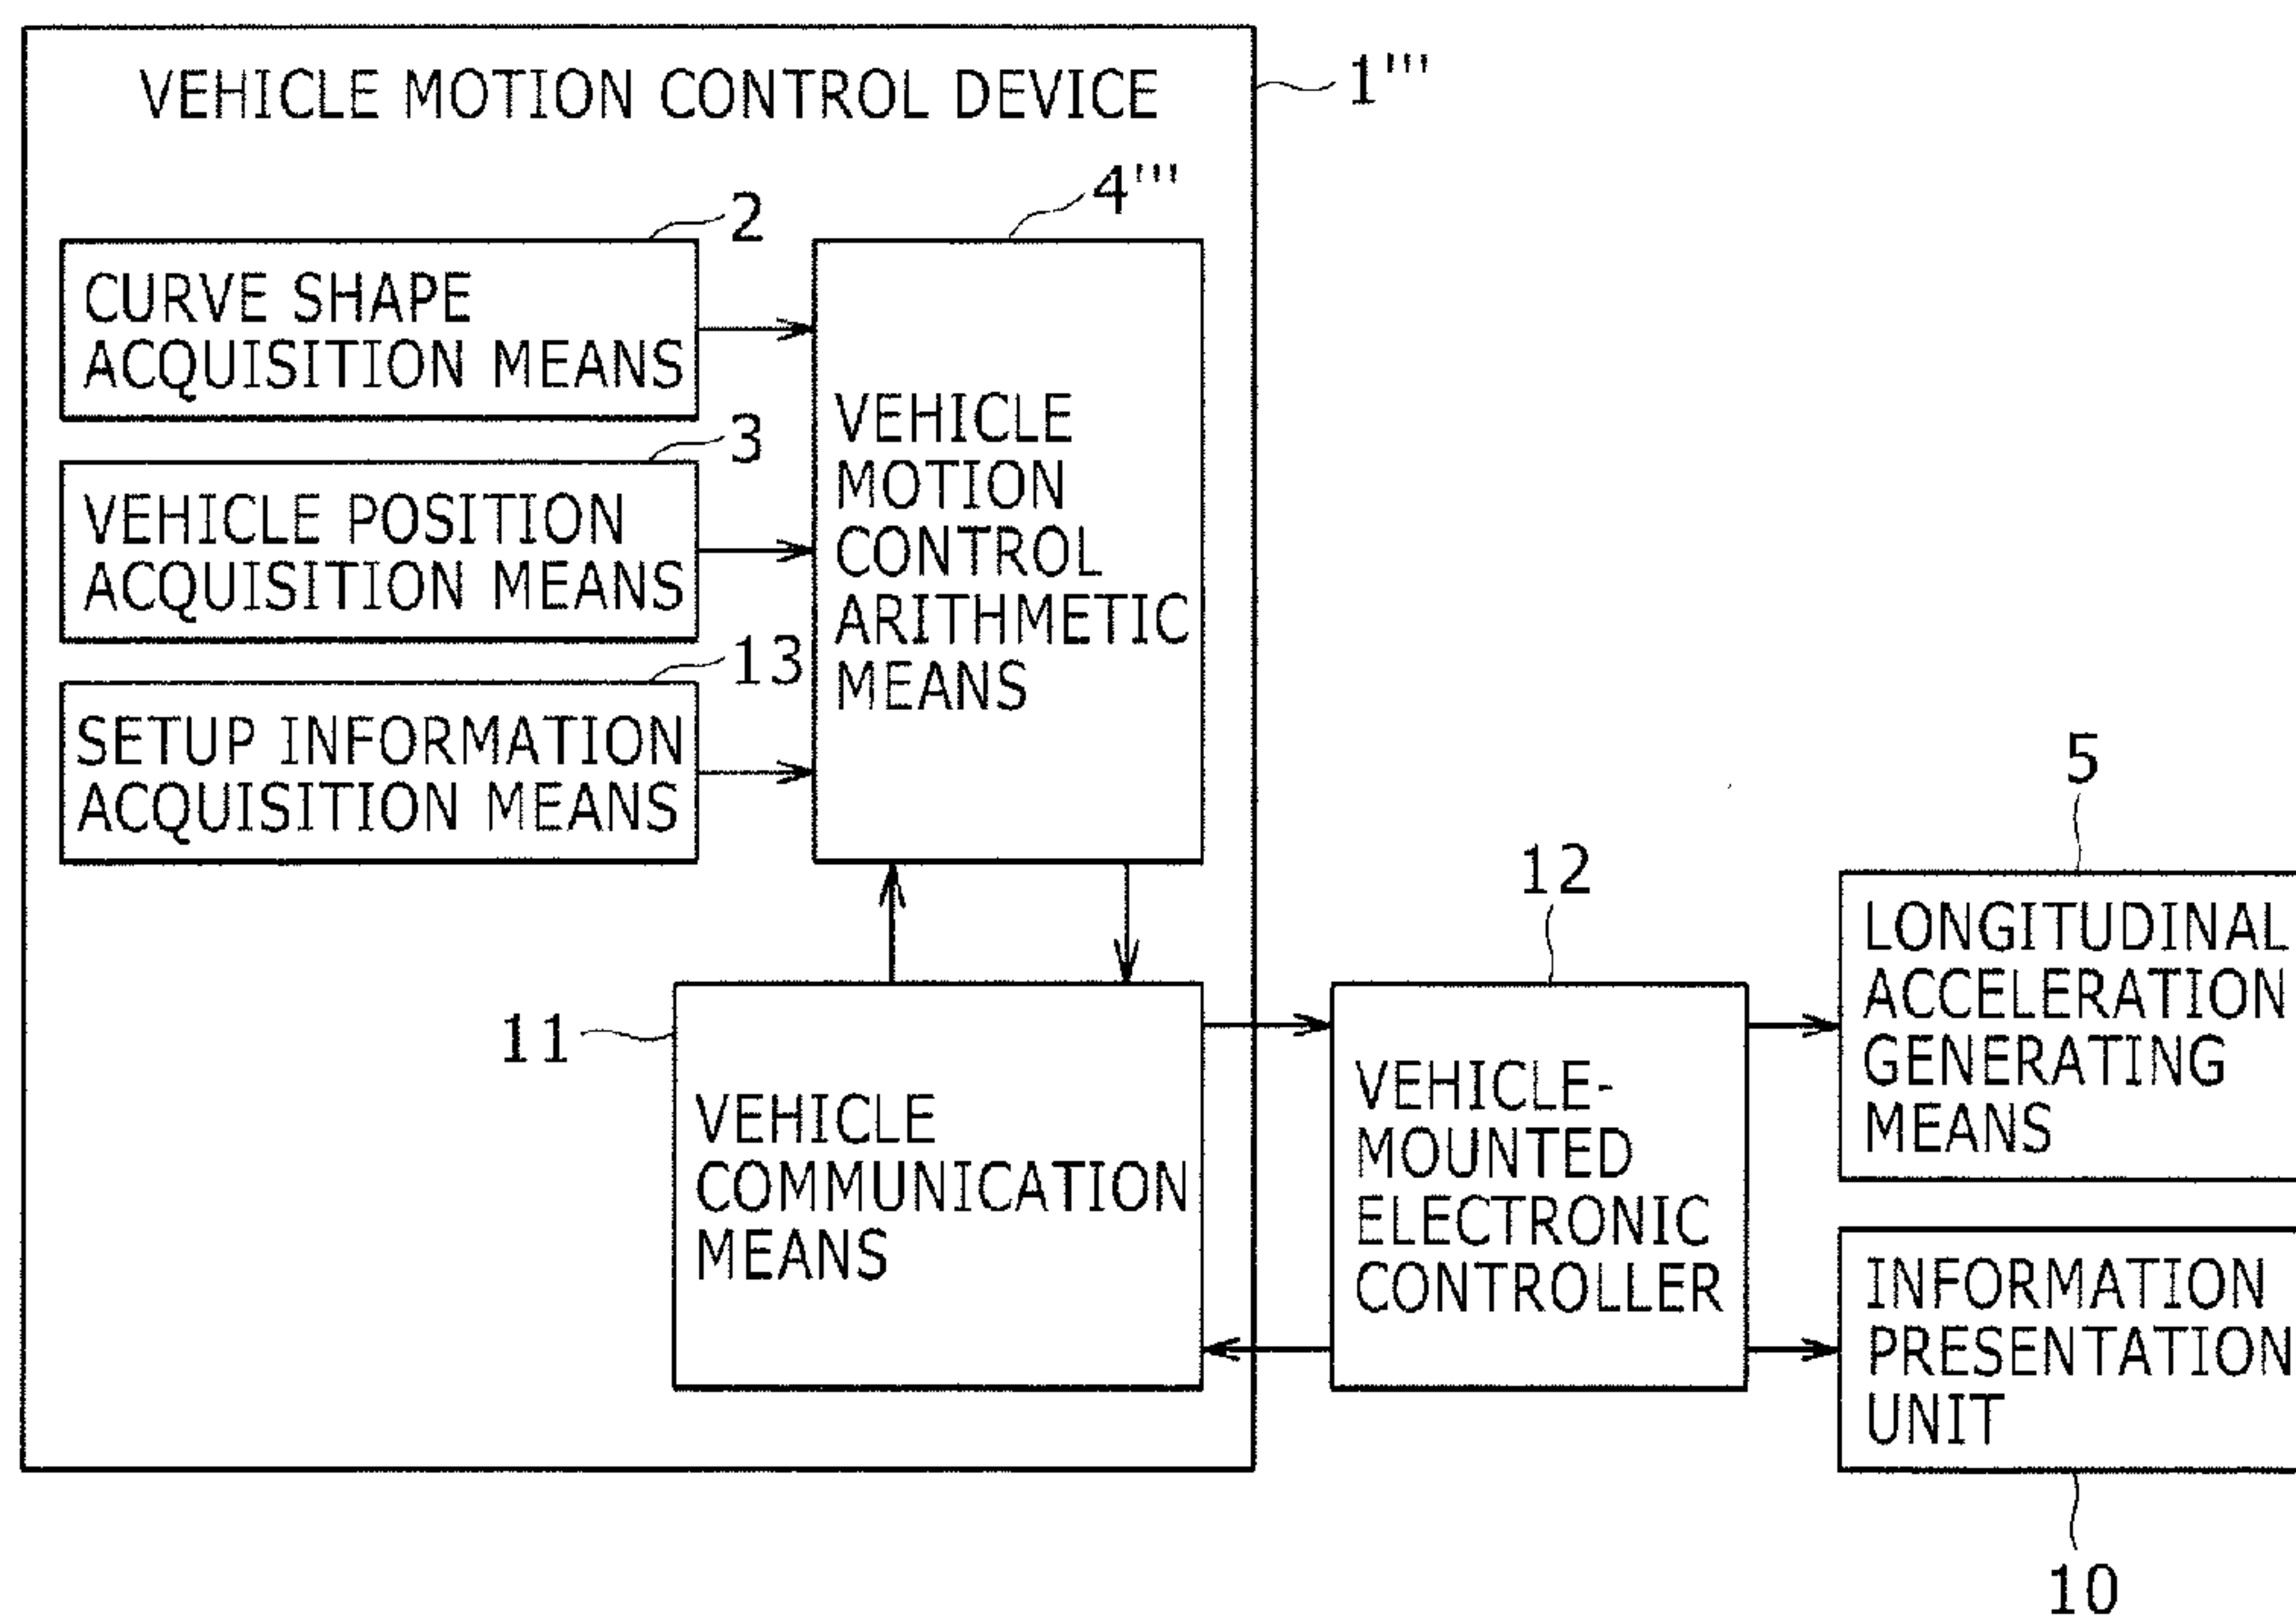 VEHICLE MOTION CONTROL DEVICE
1'''
4'''
2
CURVE SHAPE
ACQUISITION MEANS
3
VEHICLE POSITION
ACQUISITION MEANS
13
SETUP INFORMATION
ACQUISITION MEANS
VEHICLE
MOTION
CONTROL
ARITHMETIC
MEANS
11
VEHICLE
COMMUNICATION
MEANS
12
VEHICLE-
MOUNTED
ELECTRONIC
CONTROLLER
5
LONGITUDINAL
ACCELERATION
GENERATING
MEANS
INFORMATION
PRESENTATION
UNIT
10